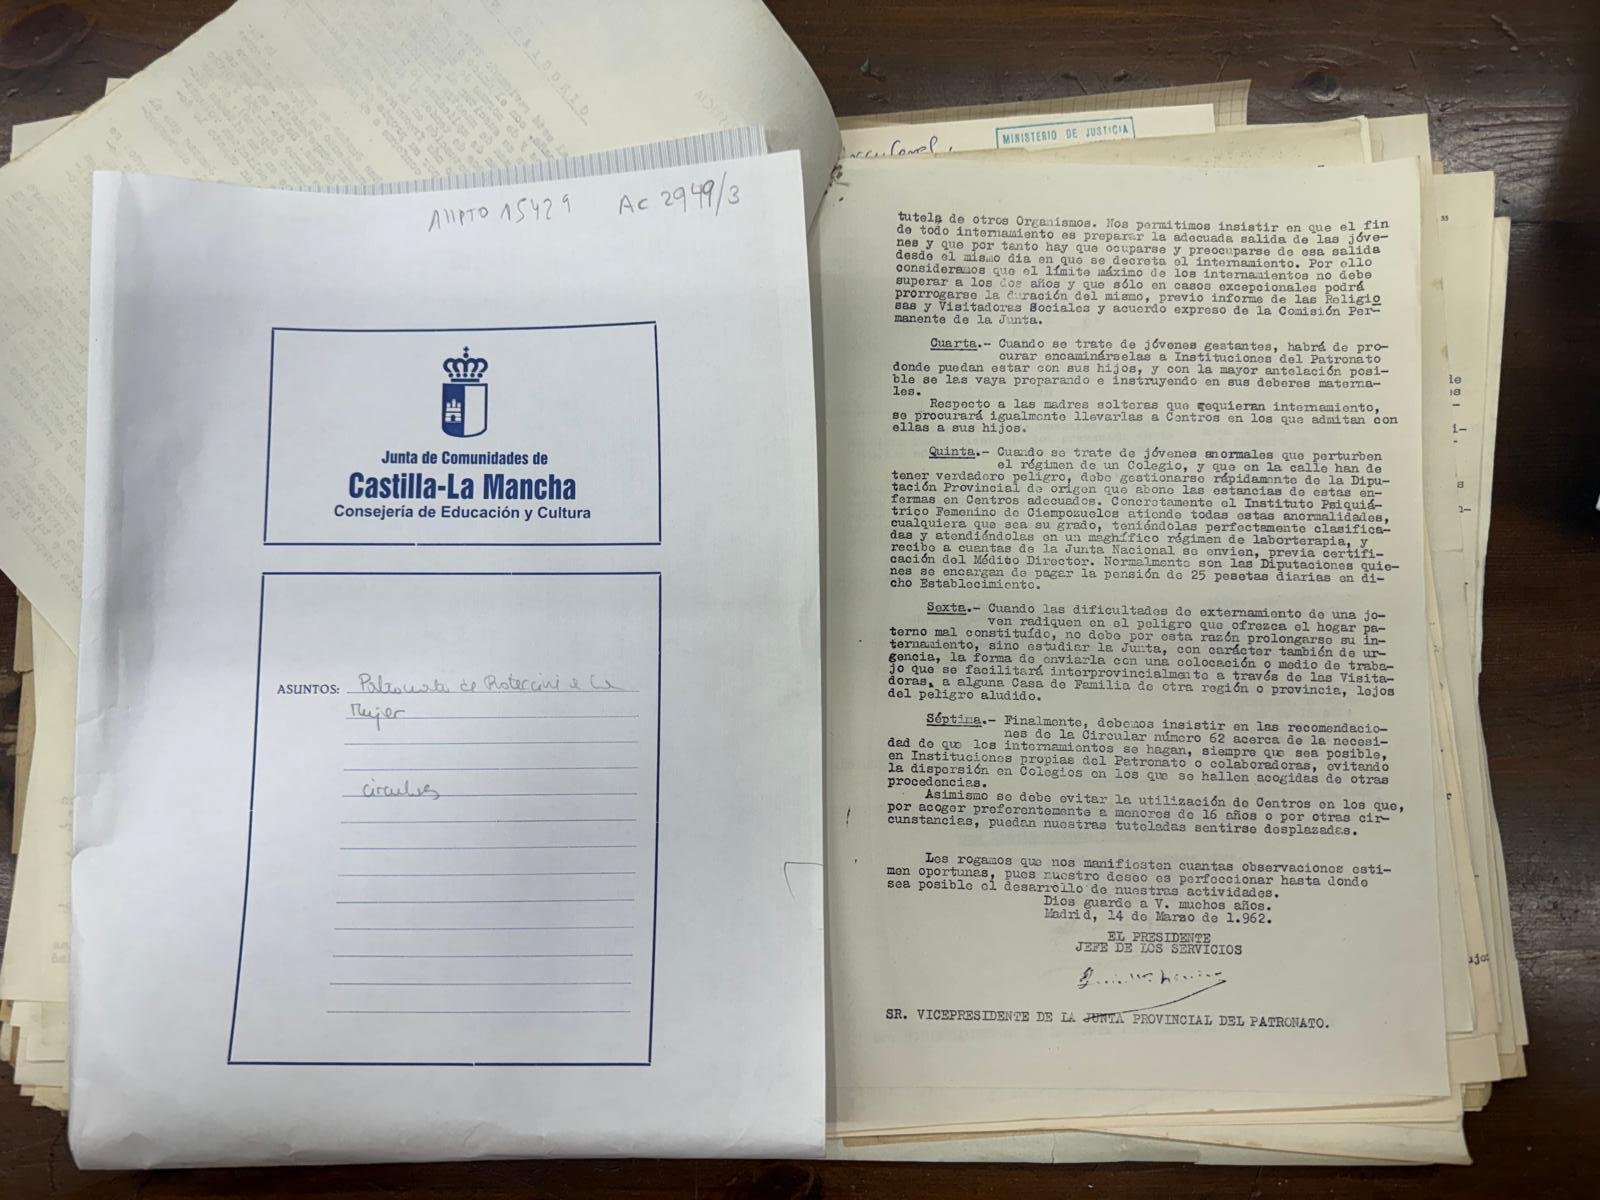 AHPTO 15429 AC 2949/3
Junta de Comunidades de
Castilla-La Mancha
Consejería de Educación y Cultura
ASUNTOS: Patronato de Protección a la
Mujer
circulares
MINISTERIO DE JUSTICIA
tutela de otros Organismos. Nos permitimos insistir en que el fin
de todo internamiento es preparar la adecuada salida de las jóve-
nes y que por tanto hay que ocuparse y preocuparse de esa salida
desde el mismo dia en que se decreta el internamiento. Por ello
consideramos que el límite máximo de los internamientos no debe
superar a los dos años y que sólo en casos excepcionales podrá
prorrogarse la duración del mismo, previo informe de las Religio
sas y Visitadoras Sociales y acuerdo expreso de la Comisión Per-
manente de la Junta.
Cuarta.- Cuando se trate de jóvenes gestantes, habrá de pro-
curar encaminárselas a Instituciones del Patronato
donde puedan estar con sus hijos, y con la mayor antelación posi-
ble se las vaya preparando e instruyendo en sus deberes materna-
les.
Respecto a las madres solteras que requieran internamiento,
se procurará igualmente llevarlas a Centros en los que admitan con
ellas a sus hijos.
Quinta.- Cuando se trate de jóvenes anormales que perturben
el régimen de un Colegio, y que en la calle han de
tener verdadero peligro, debe gestionarse rápidamente de la Dipu-
tación Provincial de origen que abone las estancias de estas en-
fermas en Centros adecuados. Concretamente el Instituto Psiquiá-
trico Femenino de Ciempozuelos atiende todas estas anormalidades,
cualquiera que sea su grado, teniéndolas perfectamente clasifica-
das y atendiéndolas en un magnífico régimen de laborterapia, y
recibe a cuantas de la Junta Nacional se envien, previa certifi-
cación del Médito Director. Normalmente son las Diputaciones quie-
nes se encargan de pagar la pensión de 25 pesetas diarias en di-
cho Establecimiento.
Sexta.- Cuando las dificultades de externamiento de una jo-
ven radiquen en el peligro que ofrezca el hogar pa-
terno mal constituído, no debe por esta razón prolongarse su in-
ternamiento, sino estudiar la Junta, con carácter también de ur-
gencia, la forma de enviarla con una colocación o medio de traba-
jo que se facilitará interprovincialmente a través de las Visita-
doras, a alguna Casa de Familia de otra región o provincia, lejos
del peligro aludido.
Séptima.- Finalmente, debemos insistir en las recomendacio-
nes de la Circular número 62 acerca de la necesi-
dad de que los internamientos se hagan, siempre que sea posible,
en Instituciones propias del Patronato o colaboradoras, evitando
la dispersión en Colegios en los que se hallen acogidas de otras
procedencias.
Asimismo se debe evitar la utilización de Centros en los que,
por acoger preferentemente a menores de 16 años o por otras cir-
cunstancias, puedan nuestras tuteladas sentirse desplazadas.
Les rogamos que nos manifiesten cuantas observaciones esti-
men oportunas, pues nuestro deseo es perfeccionar hasta donde
sea posible el desarrollo de nuestras actividades.
Dios guarde a V. muchos años.
Madrid, 14 de Marzo de 1.962.
EL PRESIDENTE
JEFE DE LOS SERVICIOS
SR. VICEPRESIDENTE DE LA JUNTA PROVINCIAL DEL PATRONATO.